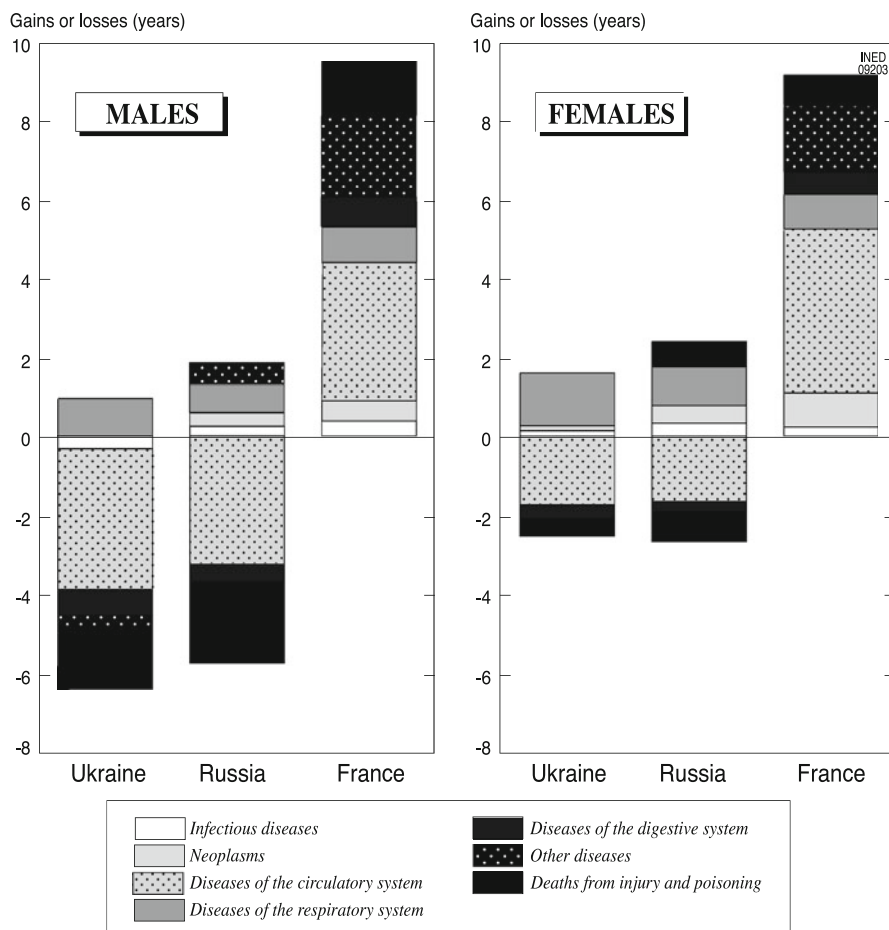 Gains or losses (years)
10
8
6
4
2
0
-2
-4
-6
-8
MALES
Ukraine Russia France
Gains or losses (years)
10
8
6
4
2
0
-2
-4
-6
-8
INED
09203
FEMALES
Ukraine Russia France
Infectious diseases
Neoplasms
Diseases of the circulatory system
Diseases of the respiratory system
Diseases of the digestive system
Other diseases
Deaths from injury and poisoning